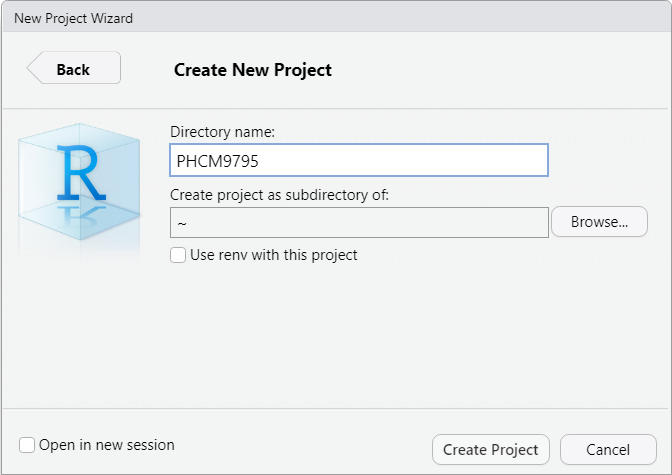 New Project Wizard
Back
Create New Project
R
Directory name:
PHCM9795
Create project as subdirectory of:
~
Browse...
Use renv with this project
Open in new session
Create Project
Cancel